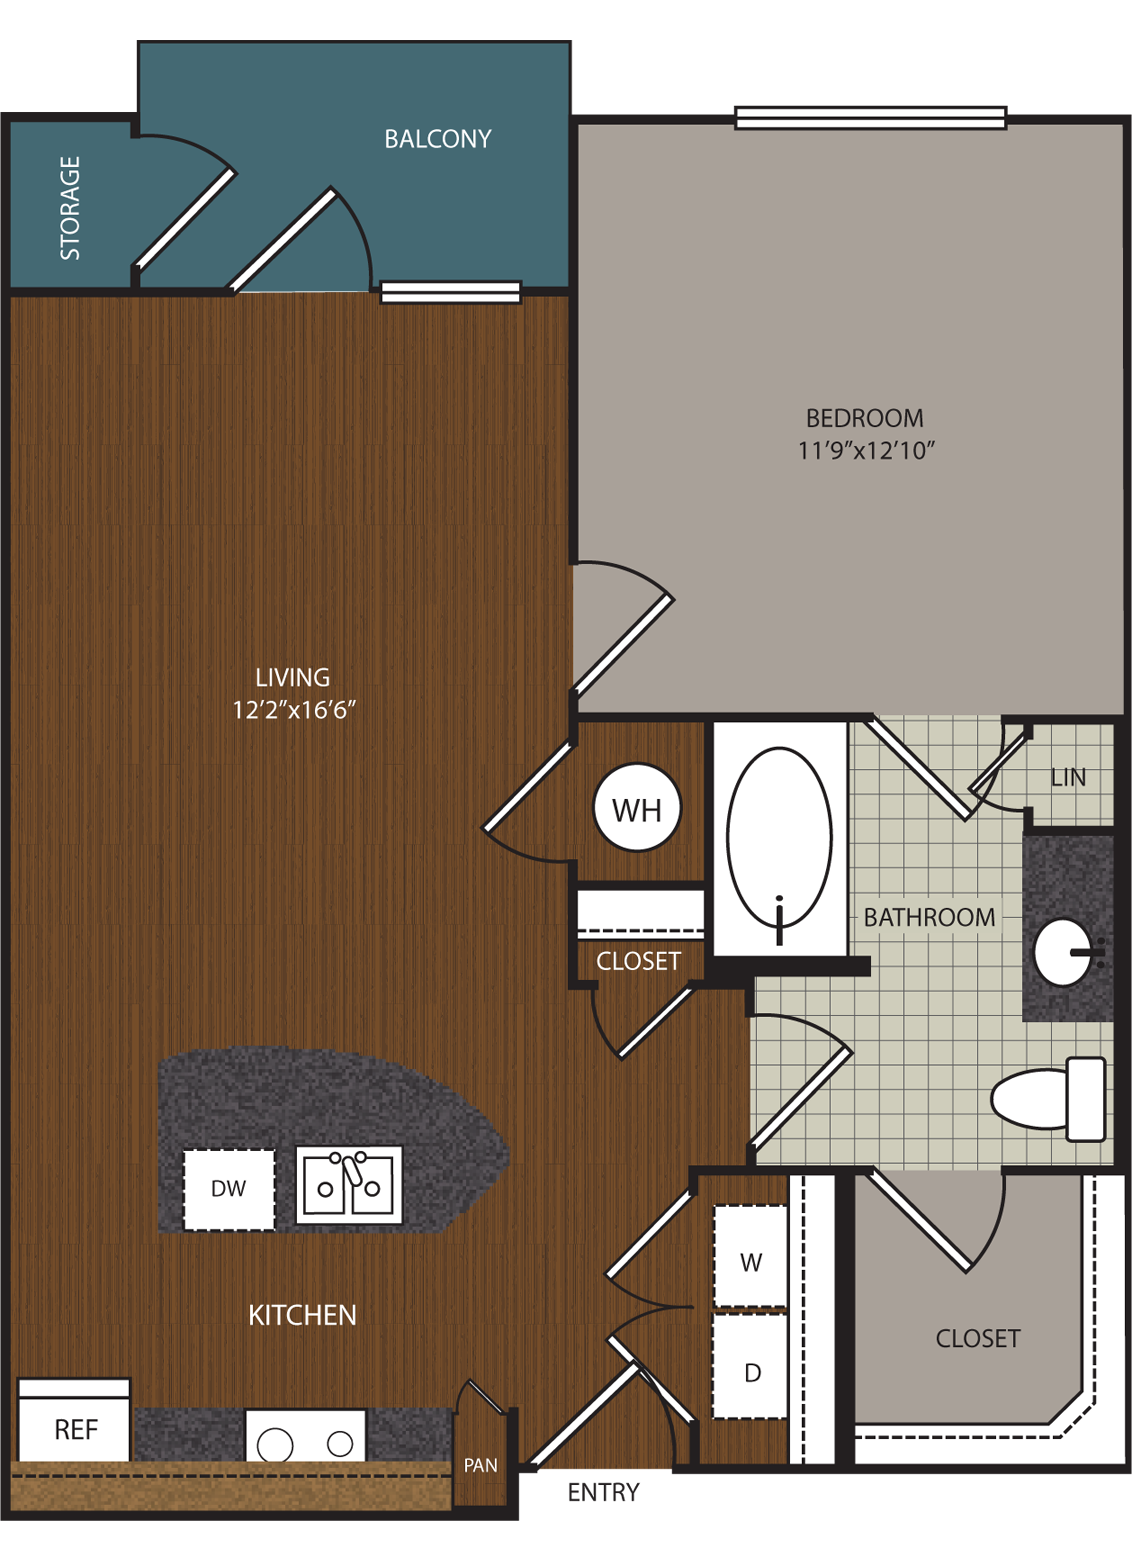 BALCONY
STORAGE
BEDROOM
11’9”x12’10”
LIVING
12’2”x16’6”
LIN
WH
BATHROOM
CLOSET
DW
W
KITCHEN
CLOSET
D
REF
PAN
ENTRY